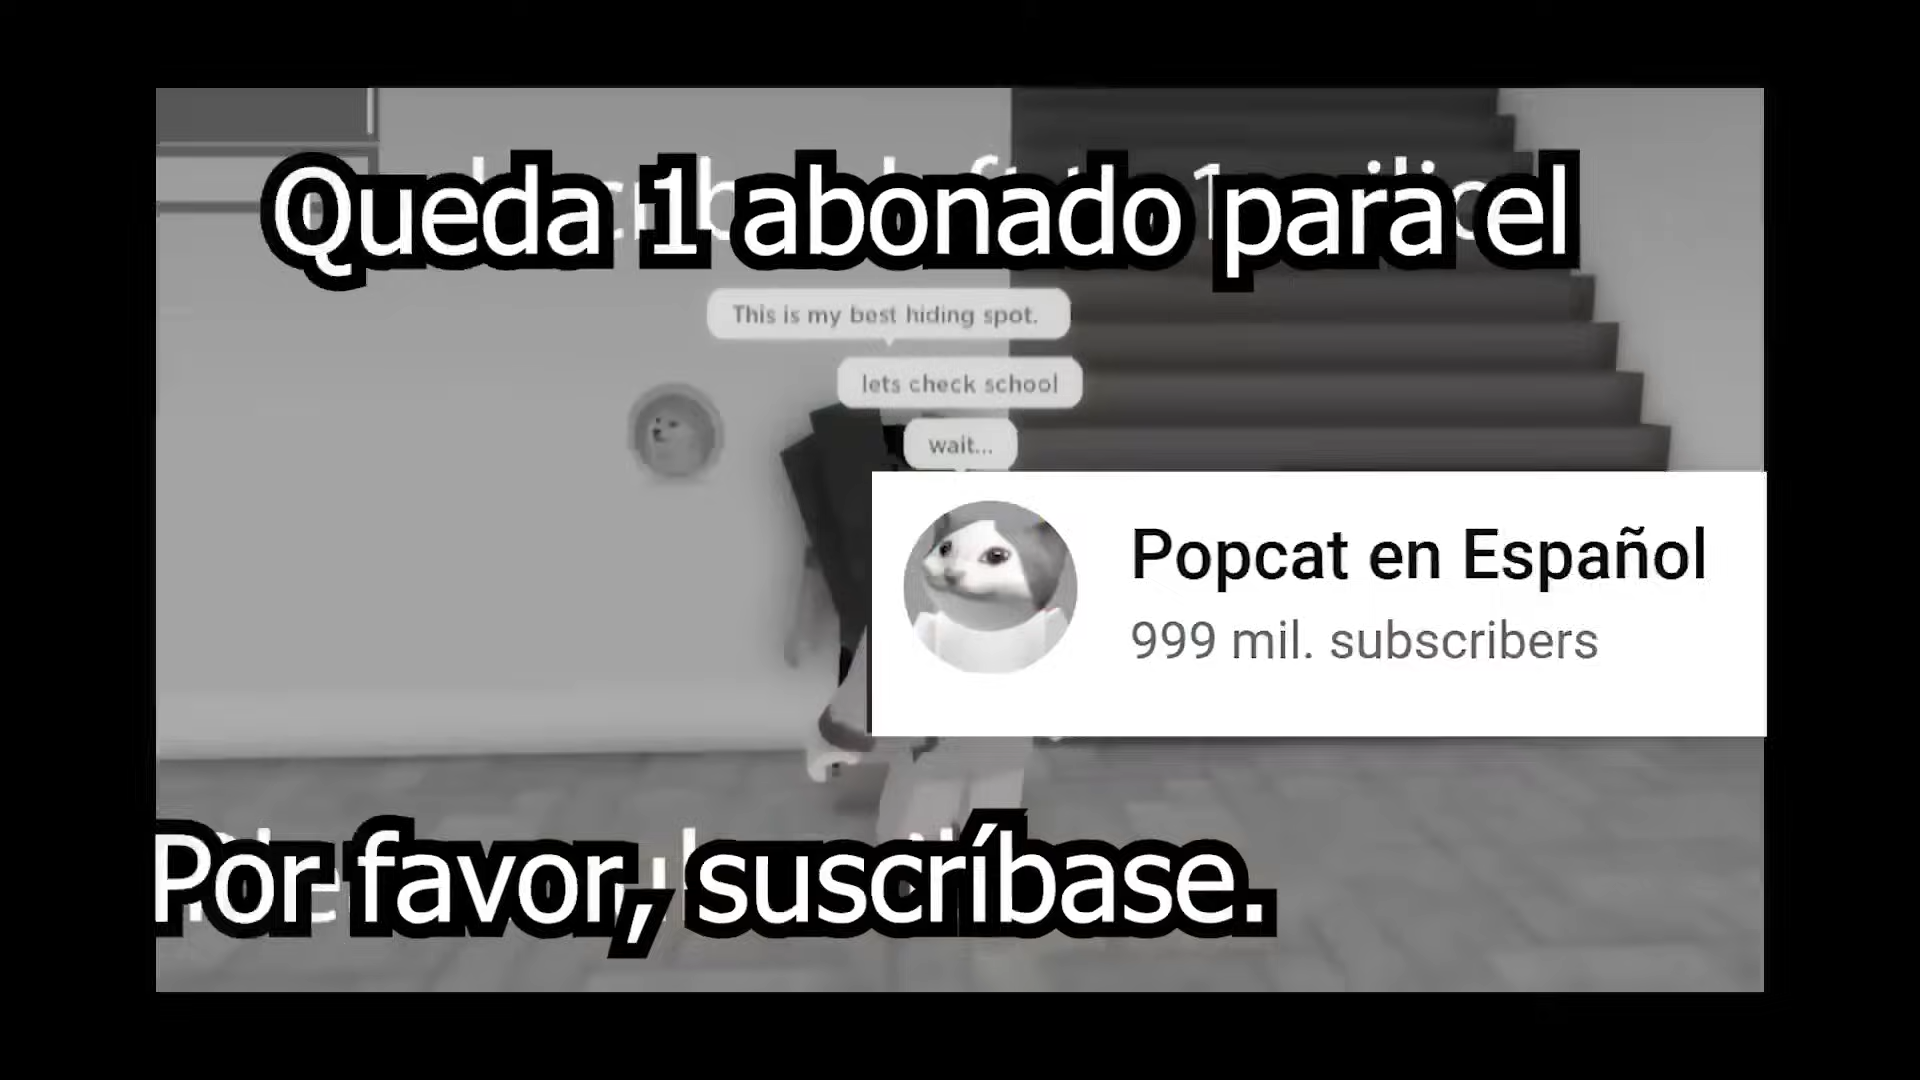 Queda 1 abonado para el
This is my best hiding spot.
lets check school
wait...
Popcat en Español
999 mil. subscribers
Por favor, suscríbase.